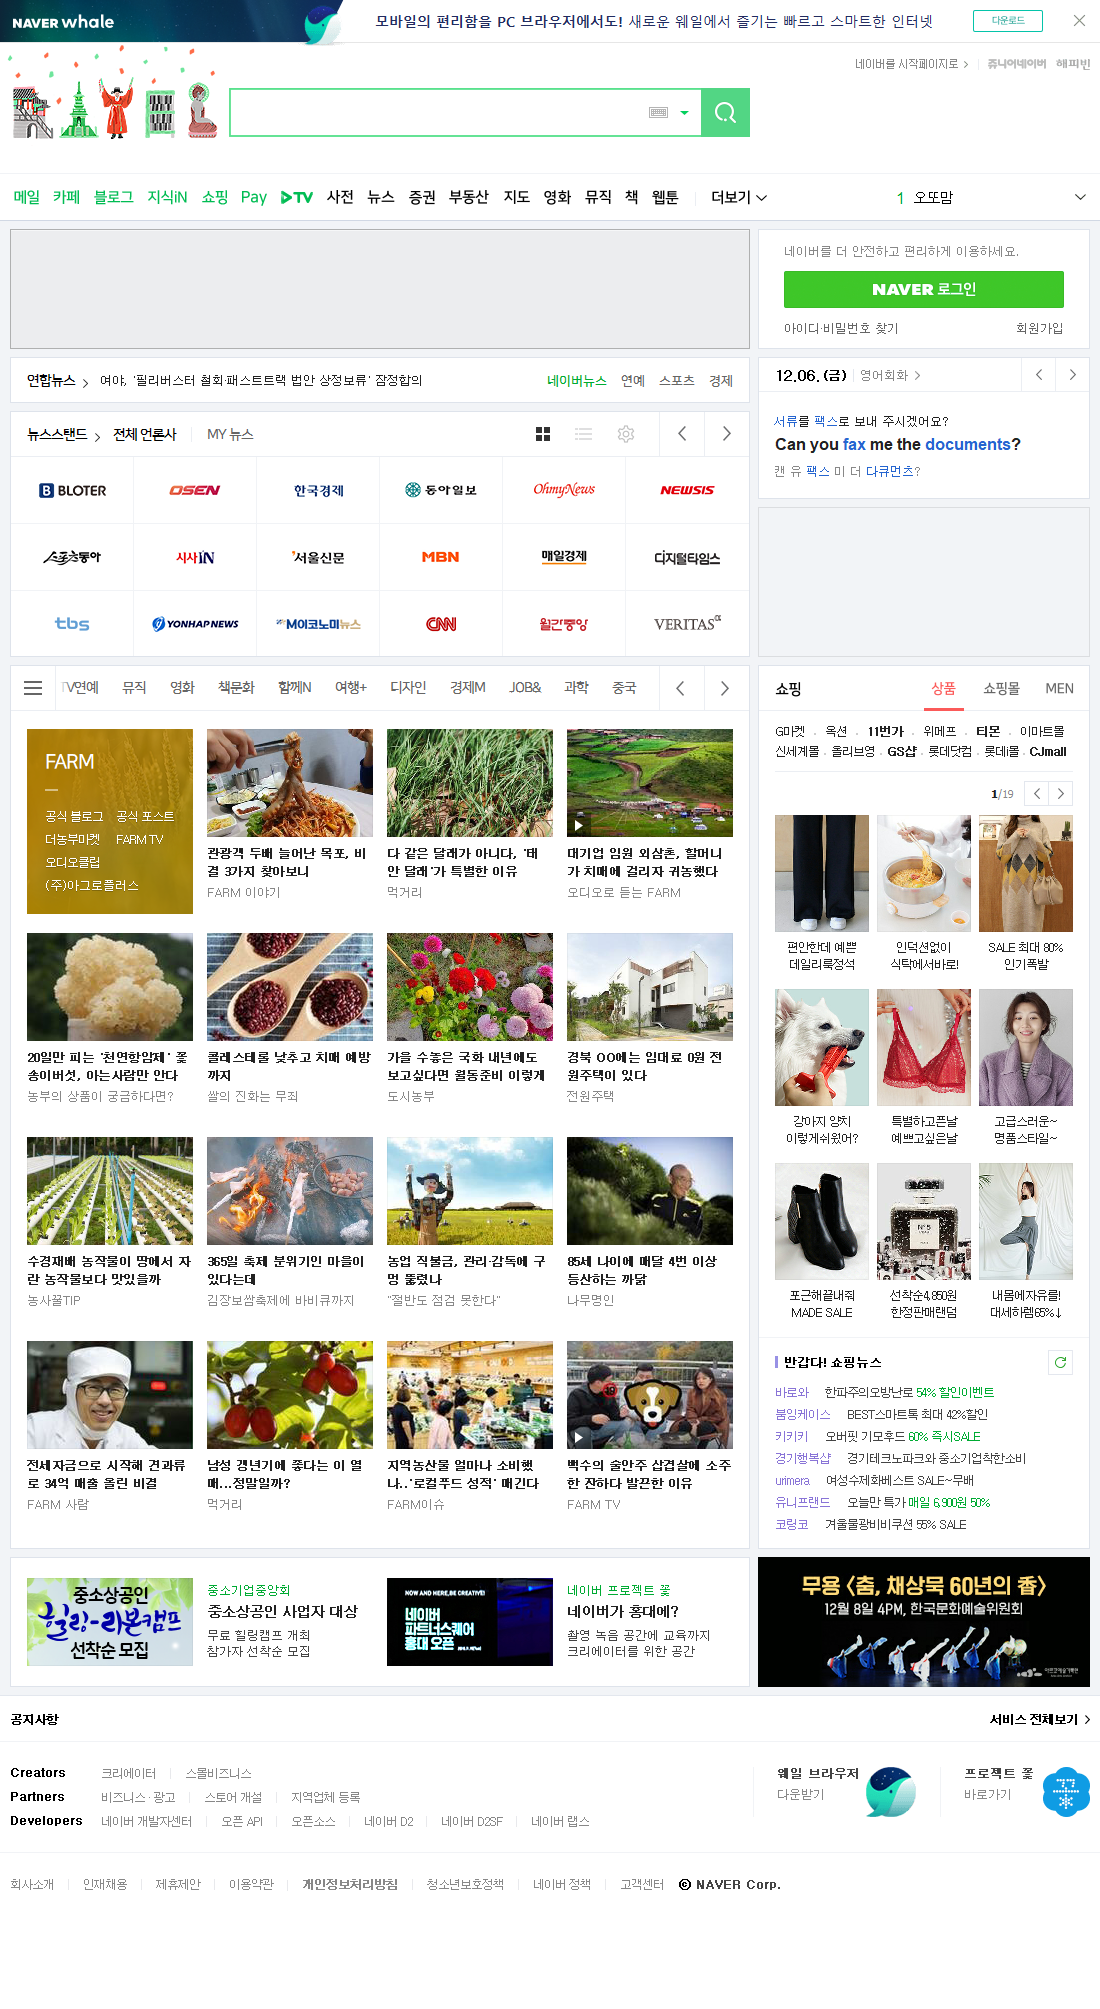 NAVER whale
모바일의 편리함을 PC 브라우저에서도! 새로운 웨일에서 즐기는 빠르고 스마트한 인터넷
다운로드
네이버를 시작페이지로
쥬니어네이버 해피빈
메일 카페 블로그 지식iN 쇼핑 Pay TV 사전 뉴스 증권 부동산 지도 영화 뮤직 책 웹툰 더보기
1 오또맘
네이버를 더 안전하고 편리하게 이용하세요.
NAVER 로그인
아이디·비밀번호 찾기 회원가입
연합뉴스 여야, '필리버스터 철회·패스트트랙 법안 상정보류' 잠정합의
네이버뉴스 연예 스포츠 경제
12.06.(금) 영어회화
서류를 팩스로 보내 주시겠어요?
Can you fax me the documents?
캔 유 팩스 미 더 다큐먼츠?
뉴스스탠드 전체 언론사 MY 뉴스
BLOTER OSEN 한국경제 동아일보 OhmyNews NEWSIS
스포츠동아 시사IN 서울신문 MBN 매일경제 디지털타임스
tbs YONHAP NEWS M이코노미뉴스 CNN 월간중앙 VERITAS α
TV연예 뮤직 영화 책문화 함께N 여행+ 디자인 경제M JOB& 과학 중국
FARM
공식 블로그 공식 포스트
더농부마켓 FARM TV
오디오클립
(주)아그로플러스
관광객 두배 늘어난 목포, 비
결 3가지 찾아보니
FARM 이야기
다 같은 달래가 아니다, '태
안 달래'가 특별한 이유
먹거리
대기업 임원 외삼촌, 할머니
가 치매에 걸리자 귀농했다
오디오로 듣는 FARM
20일만 피는 '천연항암제' 꽃
송이버섯, 아는사람만 안다
농부의 상품이 궁금하다면?
콜레스테롤 낮추고 치매 예방
까지
쌀의 진화는 무죄
가을 수놓은 국화 내년에도
보고싶다면 월동준비 이렇게
도시농부
경북 OO에는 임대료 0원 전
원주택이 있다
전원주택
수경재배 농작물이 땅에서 자
란 농작물보다 맛있을까
농사꿀TIP
365일 축제 분위기인 마을이
있다는데
김장보쌈축제에 바비큐까지
농업 직불금, 관리·감독에 구
멍 뚫렸나
"절반도 점검 못한다"
85세 나이에 매달 4번 이상
등산하는 까닭
나무명인
전세자금으로 시작해 견과류
로 34억 매출 올린 비결
FARM 사람
남성 갱년기에 좋다는 이 열
매...정말일까?
먹거리
지역농산물 얼마나 소비했
나..'로컬푸드 성적' 매긴다
FARM이슈
백수의 술안주 삼겹살에 소주
한 잔하다 발끈한 이유
FARM TV
쇼핑 상품 쇼핑몰 MEN
G마켓 옥션 11번가 위메프 티몬 이마트몰
신세계몰 올리브영 GS샵 롯데닷컴 롯데i몰 CJmall
1/19
편안한데 예쁜
데일리룩정석
인덕션없이
식탁에서바로!
SALE 최대 80%
인기폭발
강아지 양치
이렇게쉬웠어?
특별하고픈날
예쁘고싶은날
고급스러운~
명품스타일~
포근해끝내줘
MADE SALE
N°5
선착순4,850원
한정판매랜덤
내몸에자유를!
대세하렘65%↓
반갑다! 쇼핑뉴스
바로와 한파주의오방난로 54% 할인이벤트
붐잉케이스 BEST스마트톡 최대 42%할인
키키키 오버핏 기모후드 60% 즉시SALE
경기행복샵 경기테크노파크와 중소기업착한소비
urimera 여성수제화베스트 SALE~무배
유니프랜드 오늘만 특가 매일 6,900원 50%
코링코 겨울물광비비쿠션 55% SALE
중소상공인
힐링-라본캠프
선착순 모집
중소기업중앙회
중소상공인 사업자 대상
무료 힐링캠프 개최
참가자 선착순 모집
NOW AND HERE, BE CREATIVE!
네이버
파트너스퀘어
홍대 오픈
네이버 프로젝트 꽃
네이버가 홍대에?
촬영 녹음 공간에 교육까지
크리에이터를 위한 공간
무용 〈춤, 채상묵 60년의 香〉
12월 8일 4PM, 한국문화예술위원회
공지사항 서비스 전체보기
Creators 크리에이터 스몰비즈니스
Partners 비즈니스 · 광고 스토어 개설 지역업체 등록
Developers 네이버 개발자센터 오픈 API 오픈소스 네이버 D2 네이버 D2SF 네이버 랩스
웨일 브라우저
다운받기
프로젝트 꽃
바로가기
회사소개 인재채용 제휴제안 이용약관 개인정보처리방침 청소년보호정책 네이버 정책 고객센터 ⓒ NAVER Corp.